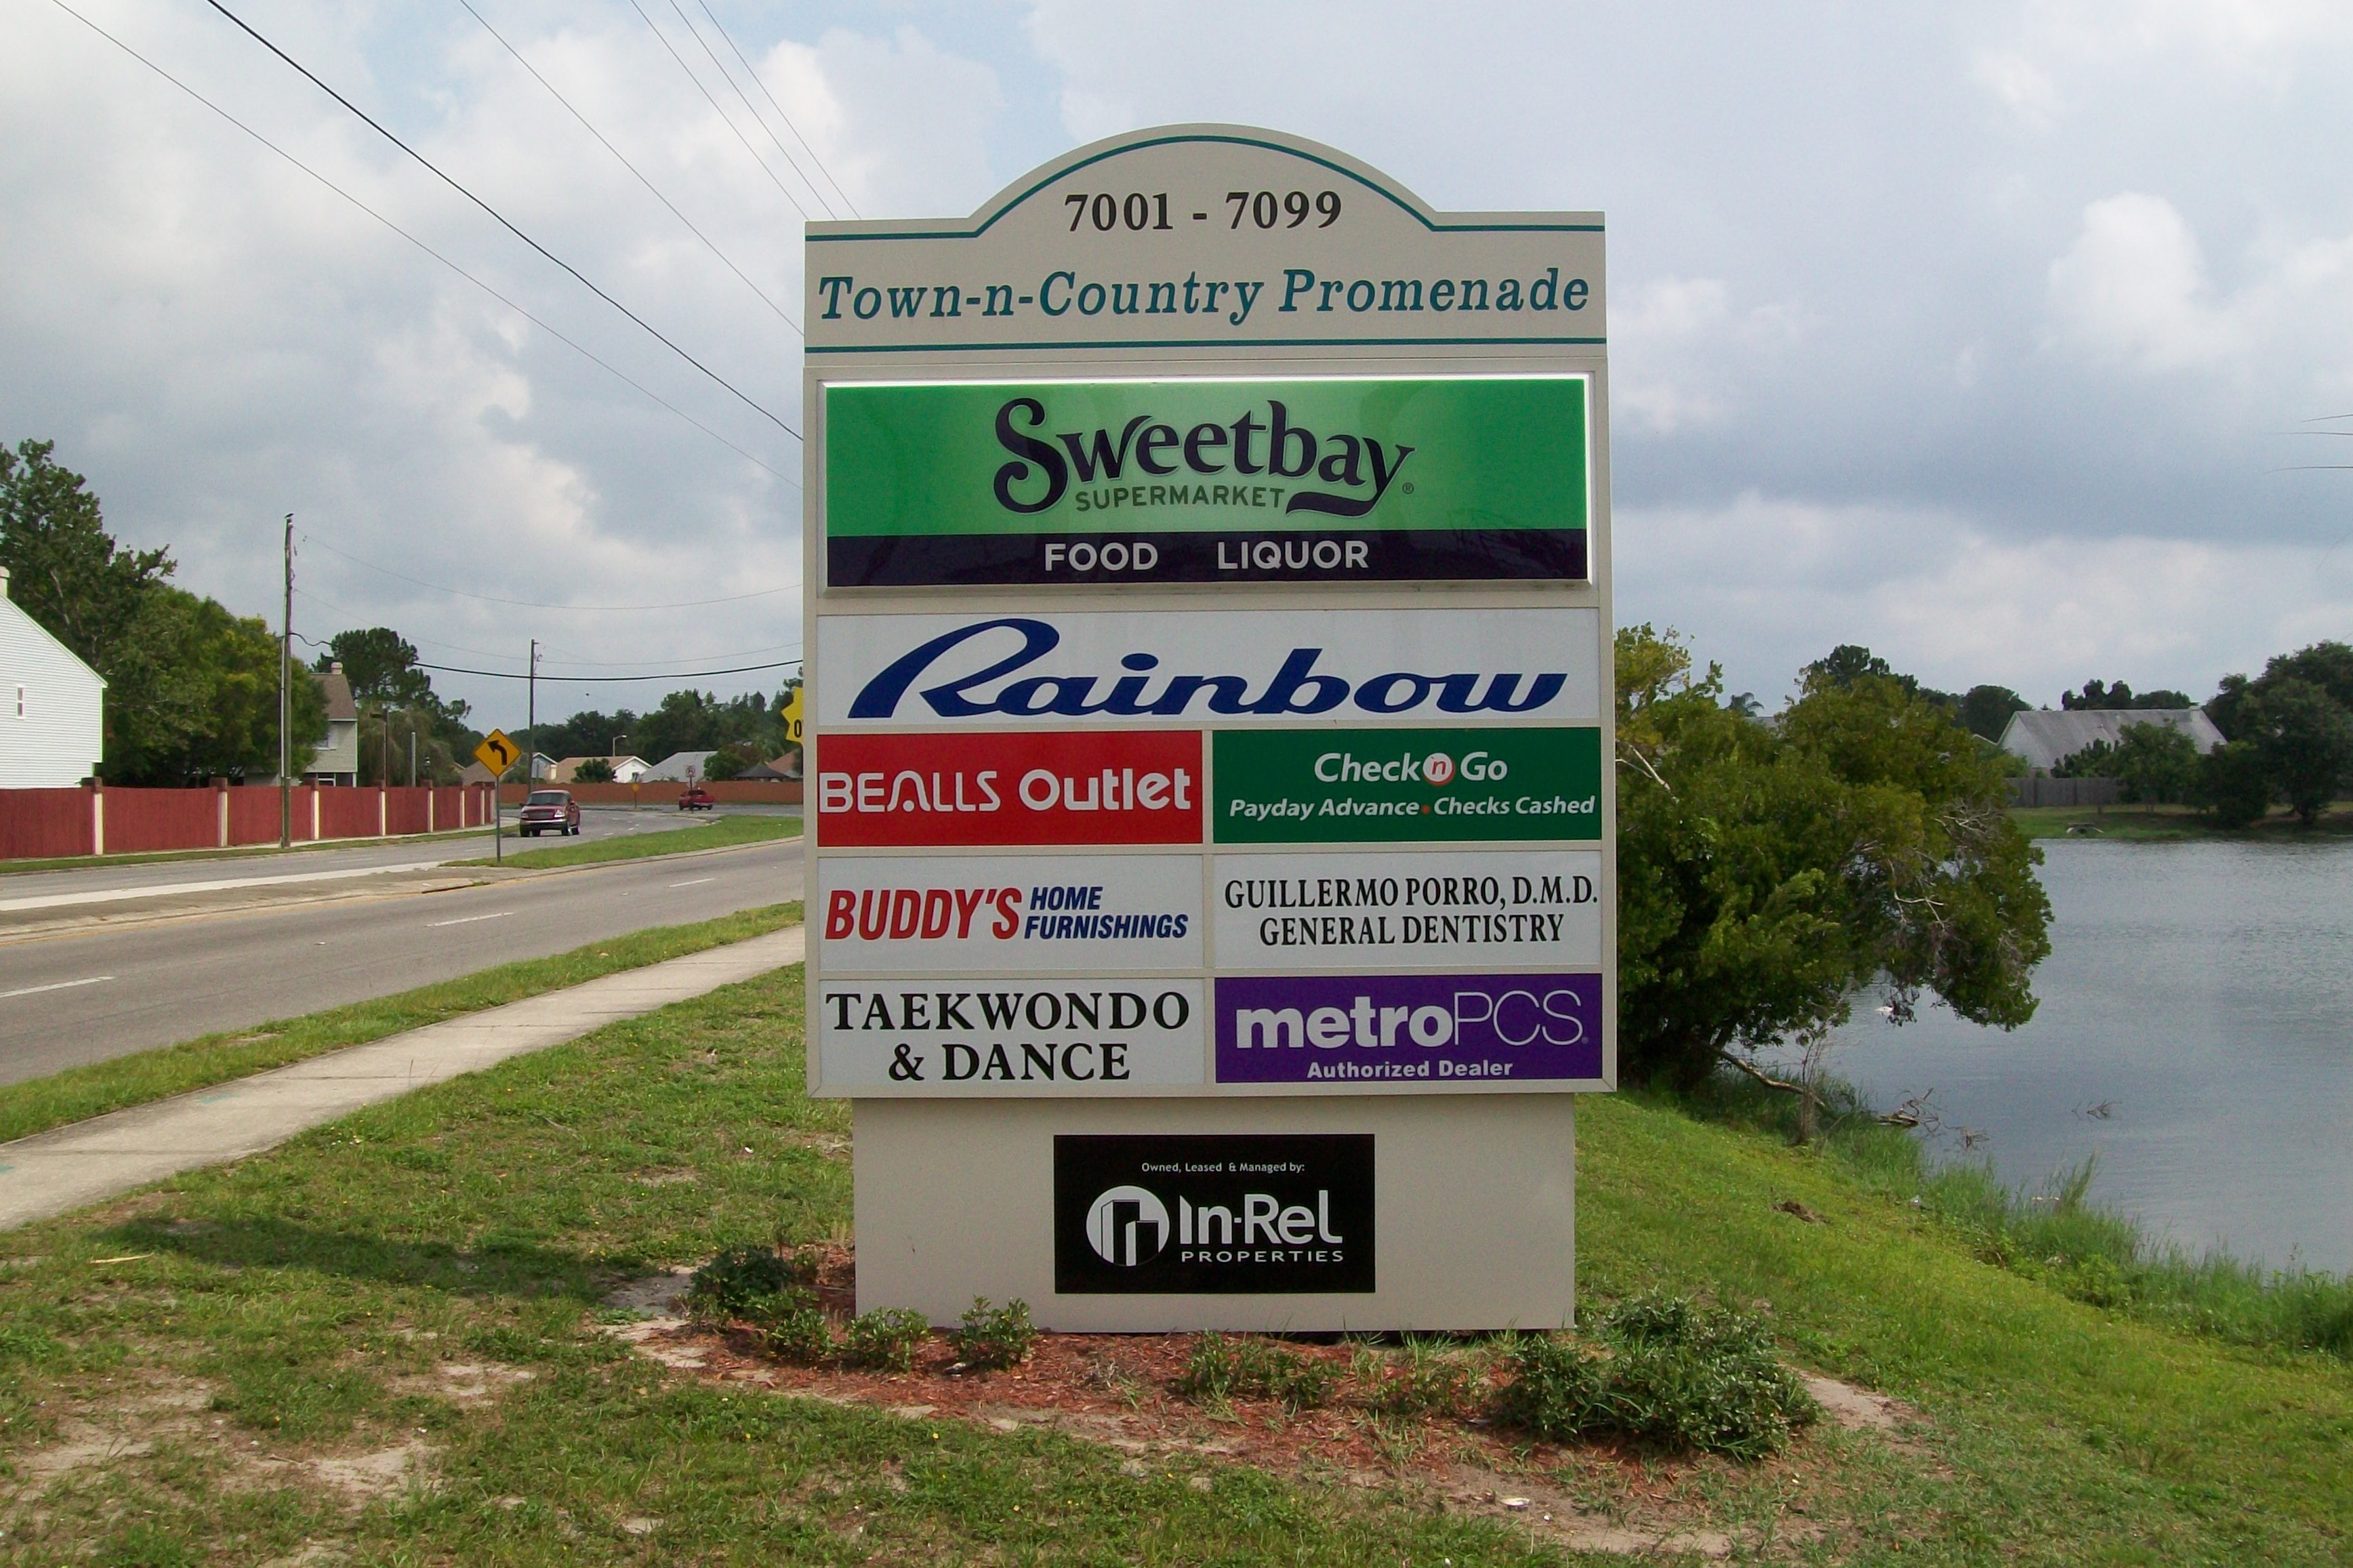 7001 - 7099
Town-n-Country Promenade
Sweetbay®
SUPERMARKET
FOOD LIQUOR
Rainbow
BEALLS Outlet
Check n Go
Payday Advance • Checks Cashed
BUDDY'S HOME
FURNISHINGS
GUILLERMO PORRO, D.M.D.
GENERAL DENTISTRY
TAEKWONDO
& DANCE
metroPCS
Authorized Dealer
Owned, Leased & Managed by:
In-Rel
PROPERTIES